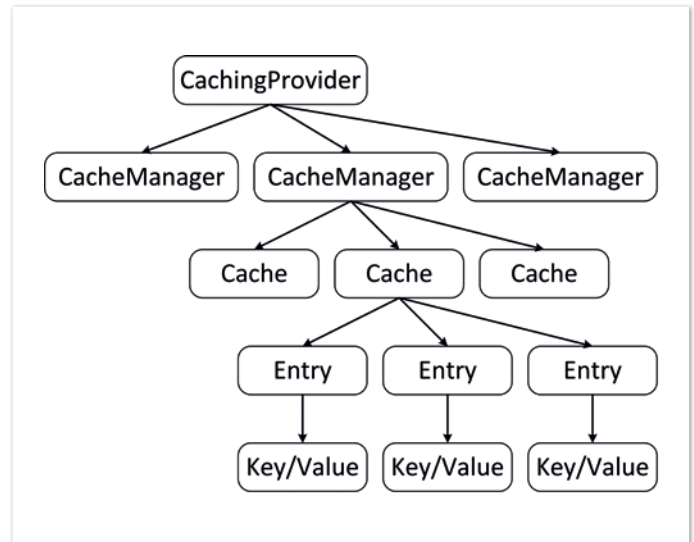 CachingProvider
CacheManager CacheManager CacheManager
Cache Cache Cache
Entry Entry Entry
Key/Value Key/Value Key/Value